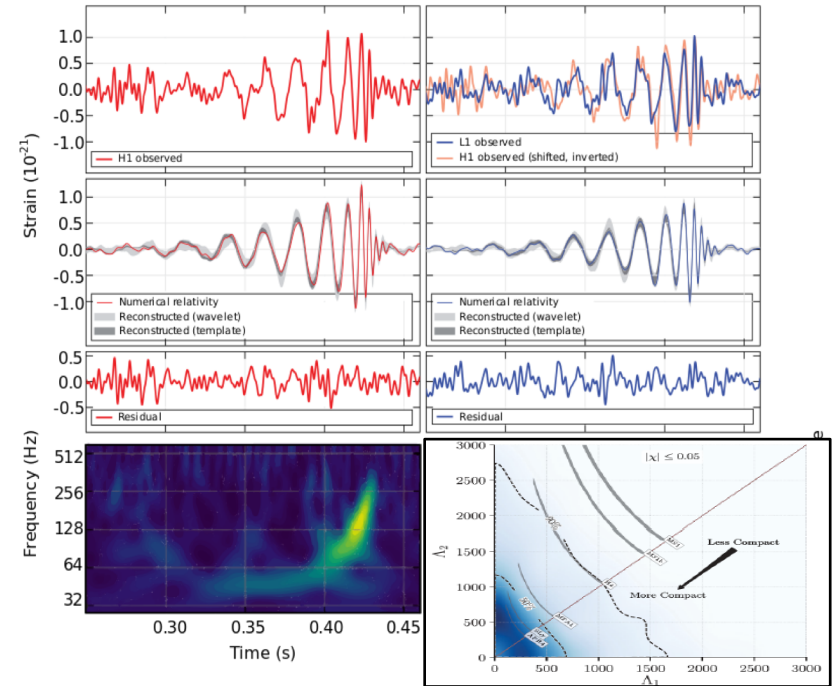 Strain (10-21)
1.0
0.5
0.0
-0.5
-1.0
H1 observed
L1 observed
H1 observed (shifted, inverted)
1.0
0.5
0.0
-0.5
-1.0
Numerical relativity
Reconstructed (wavelet)
Reconstructed (template)
Numerical relativity
Reconstructed (wavelet)
Reconstructed (template)
0.5
0.0
-0.5
Residual
Residual
Frequency (Hz)
512
256
128
64
32
0.30 0.35 0.40 0.45
Time (s)
e
3000
2500
2000
1500
1000
500
0
Λ2
|χ| ≤ 0.05
Less Compact
More Compact
MS1
MS1b
H4
0 500 1000 1500 2000 2500 3000
Λ1